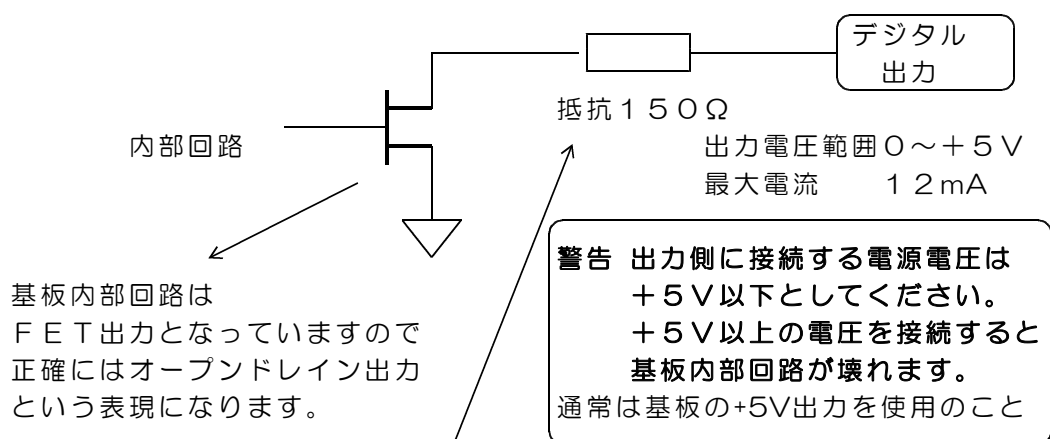 デジタル
出力
抵抗１５０Ω
内部回路
出力電圧範囲０～＋５Ｖ
最大電流　　１２mA
警告 出力側に接続する電源電圧は
＋５Ｖ以下としてください。
＋５Ｖ以上の電圧を接続すると
基板内部回路が壊れます。
通常は基板の+5V出力を使用のこと
基板内部回路は
ＦＥＴ出力となっていますので
正確にはオープンドレイン出力
という表現になります。